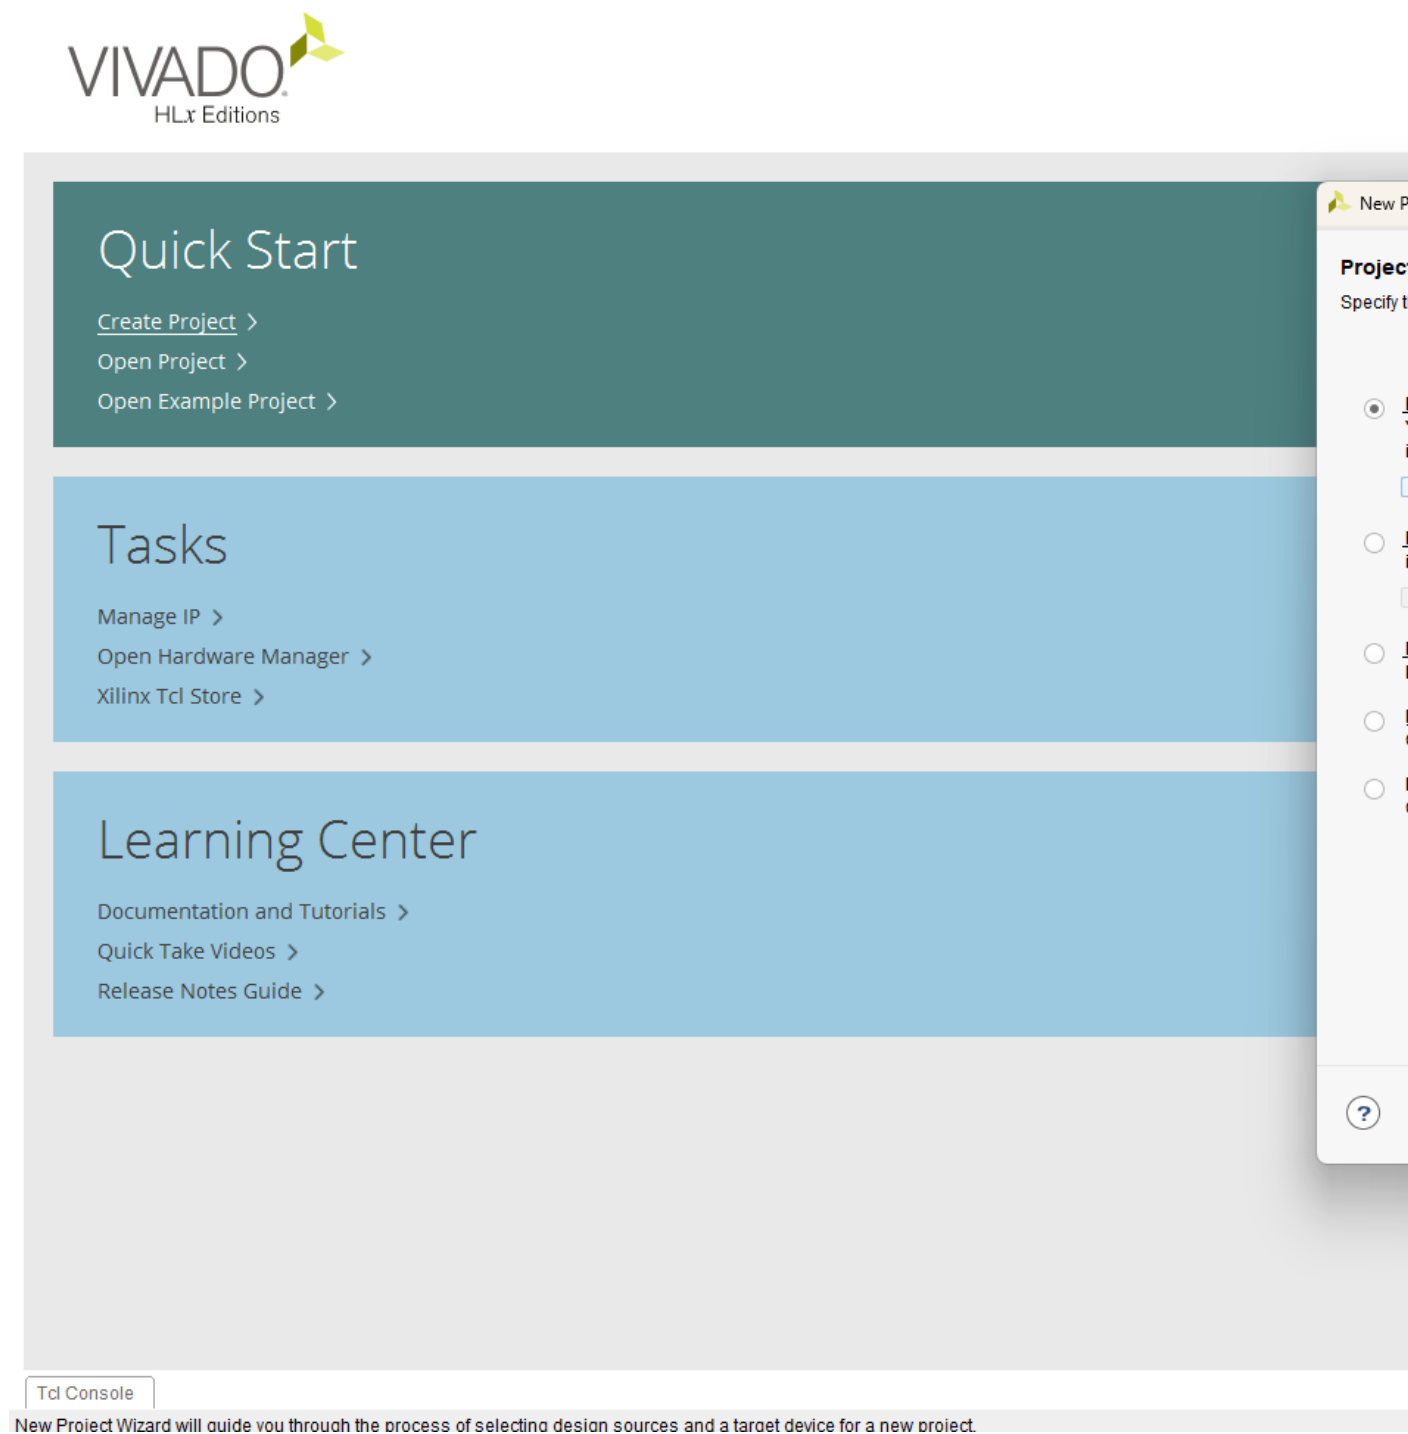 VIVADO
HLx Editions
New P
Project
Specify t
Quick Start
Create Project
Open Project
Open Example Project
Tasks
Manage IP
Open Hardware Manager
Xilinx Tcl Store
Learning Center
Documentation and Tutorials
Quick Take Videos
Release Notes Guide
?
Tcl Console
New Project Wizard will guide you through the process of selecting design sources and a target device for a new project.